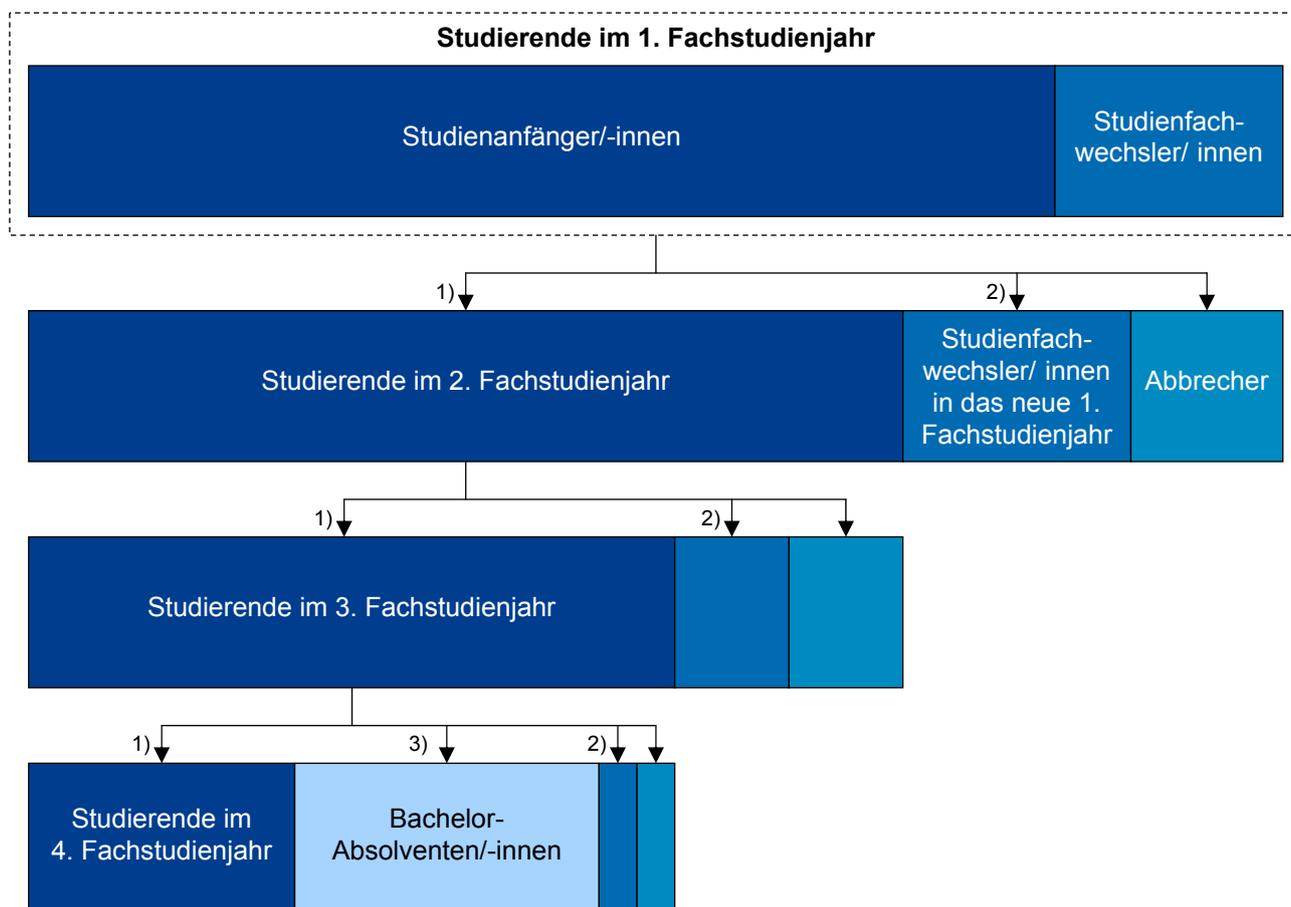 Studierende im 1. Fachstudienjahr
Studienanfänger/-innen
Studienfach-
wechsler/ innen
1)
2)
Studierende im 2. Fachstudienjahr
Studienfach-
wechsler/ innen
in das neue 1.
Fachstudienjahr
Abbrecher
1)
2)
Studierende im 3. Fachstudienjahr
1)
3)
2)
Studierende im
4. Fachstudienjahr
Bachelor-
Absolventen/-innen